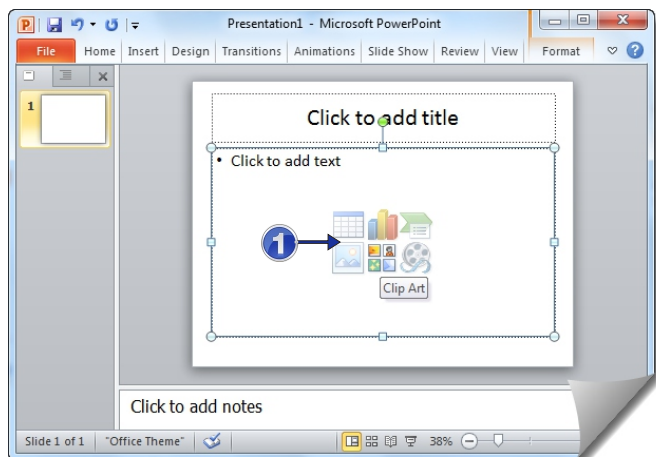 Presentation1 - Microsoft PowerPoint
File Home Insert Design Transitions Animations Slide Show Review View Format
1
Click to add title
• Click to add text
1
Clip Art
Click to add notes
Slide 1 of 1 "Office Theme" 38%